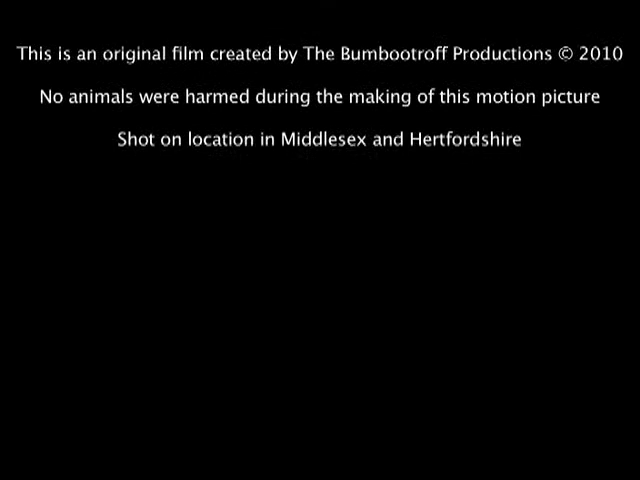 This is an original film created by The Bumbootroff Productions © 2010
No animals were harmed during the making of this motion picture
Shot on location in Middlesex and Hertfordshire